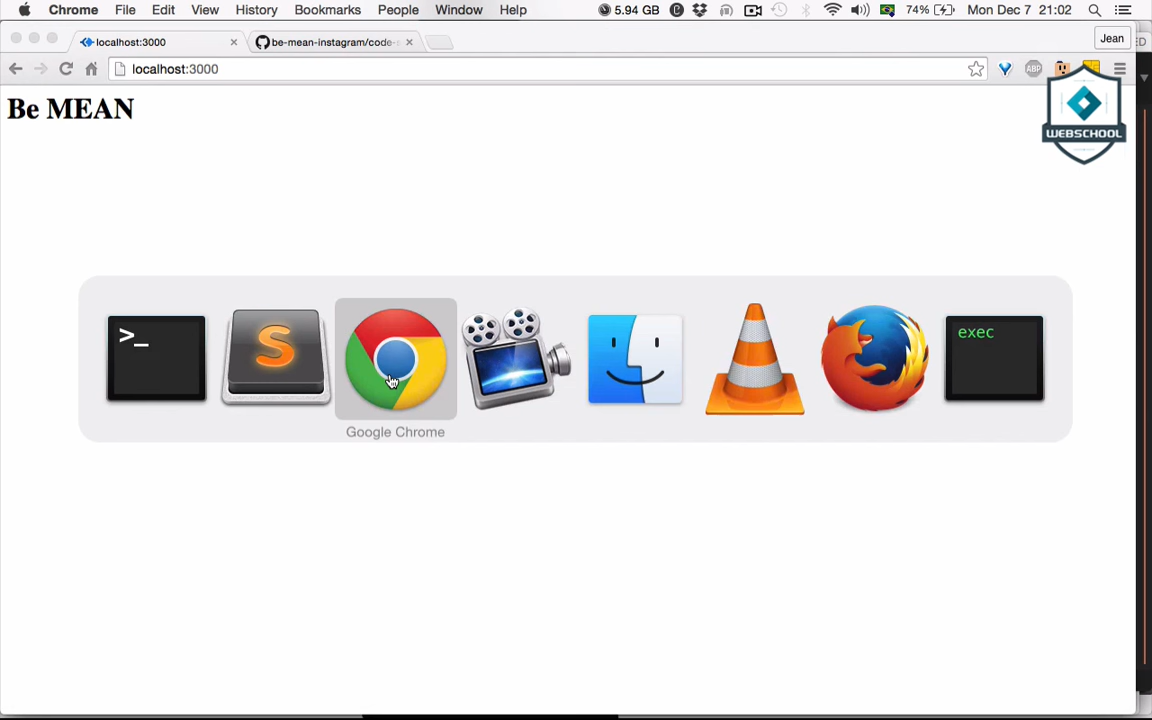 Chrome File Edit View History Bookmarks People Window Help 5.94 GB 74% Mon Dec 7 21:02
localhost:3000 be-mean-instagram/code- Jean
localhost:3000 ABP
Be MEAN
WEBSCHOOL
>_ S exec
Google Chrome